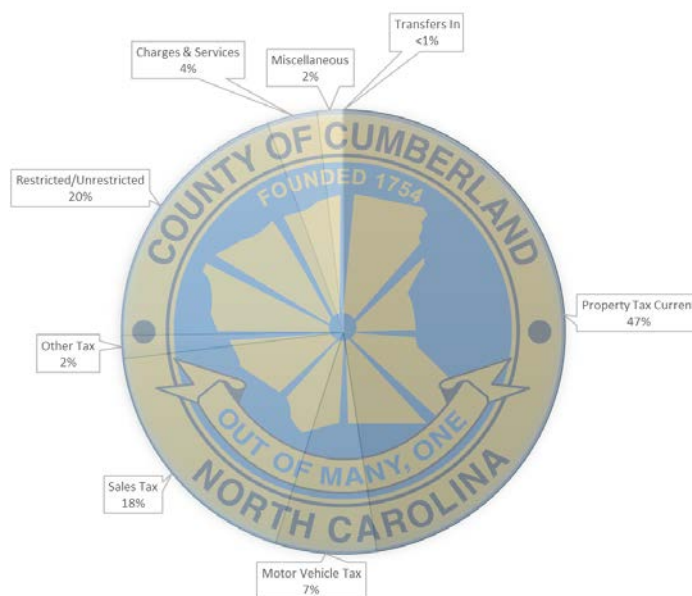 Transfers In
<1%
Charges & Services
4%
Miscellaneous
2%
COUNTY OF CUMBERLAND
FOUNDED 1754
Restricted/Unrestricted
20%
Property Tax Current
47%
Other Tax
2%
OUT OF MANY, ONE
NORTH CAROLINA
Sales Tax
18%
Motor Vehicle Tax
7%